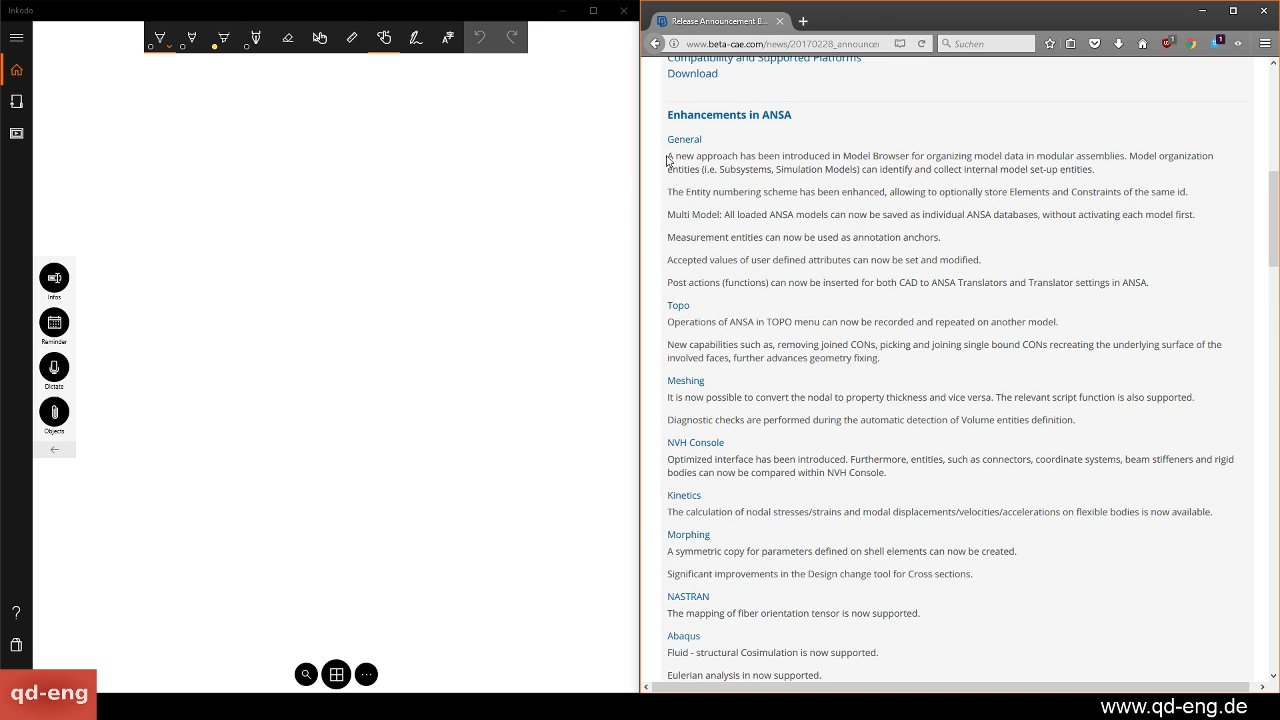 Inkodo
Infos
Reminder
Dictate
Objects
qd-eng
Release Announcement B...
www.beta-cae.com/news/20170228_announcer
Suchen
1
1
Compatibility and Supported Platforms
Download
Enhancements in ANSA
General
A new approach has been introduced in Model Browser for organizing model data in modular assemblies. Model organization
entities (i.e. Subsystems, Simulation Models) can identify and collect internal model set-up entities.
The Entity numbering scheme has been enhanced, allowing to optionally store Elements and Constraints of the same id.
Multi Model: All loaded ANSA models can now be saved as individual ANSA databases, without activating each model first.
Measurement entities can now be used as annotation anchors.
Accepted values of user defined attributes can now be set and modified.
Post actions (functions) can now be inserted for both CAD to ANSA Translators and Translator settings in ANSA.
Topo
Operations of ANSA in TOPO menu can now be recorded and repeated on another model.
New capabilities such as, removing joined CONs, picking and joining single bound CONs recreating the underlying surface of the
involved faces, further advances geometry fixing.
Meshing
It is now possible to convert the nodal to property thickness and vice versa. The relevant script function is also supported.
Diagnostic checks are performed during the automatic detection of Volume entities definition.
NVH Console
Optimized interface has been introduced. Furthermore, entities, such as connectors, coordinate systems, beam stiffeners and rigid
bodies can now be compared within NVH Console.
Kinetics
The calculation of nodal stresses/strains and modal displacements/velocities/accelerations on flexible bodies is now available.
Morphing
A symmetric copy for parameters defined on shell elements can now be created.
Significant improvements in the Design change tool for Cross sections.
NASTRAN
The mapping of fiber orientation tensor is now supported.
Abaqus
Fluid - structural Cosimulation is now supported.
Eulerian analysis in now supported.
www.qd-eng.de